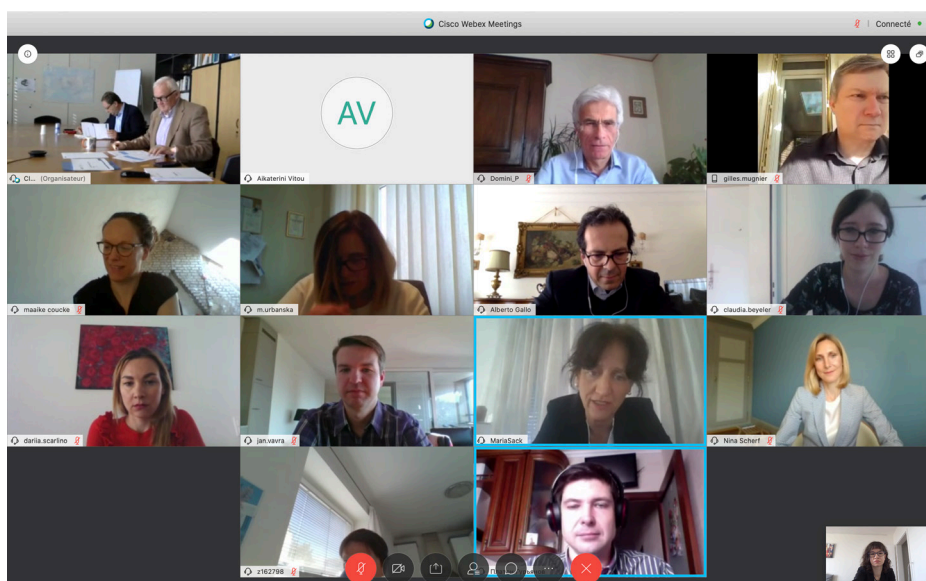 Cisco Webex Meetings
Connecté
CI... (Organisateur)
AV
Aikaterini Vitou
Domini_P
gilles.mugnier
maaike coucke
m.urbanska
Alberto Gallo
claudia.beyeler
dariia.scarlino
jan.vavra
MariaSack
Nina Scherf
z162798